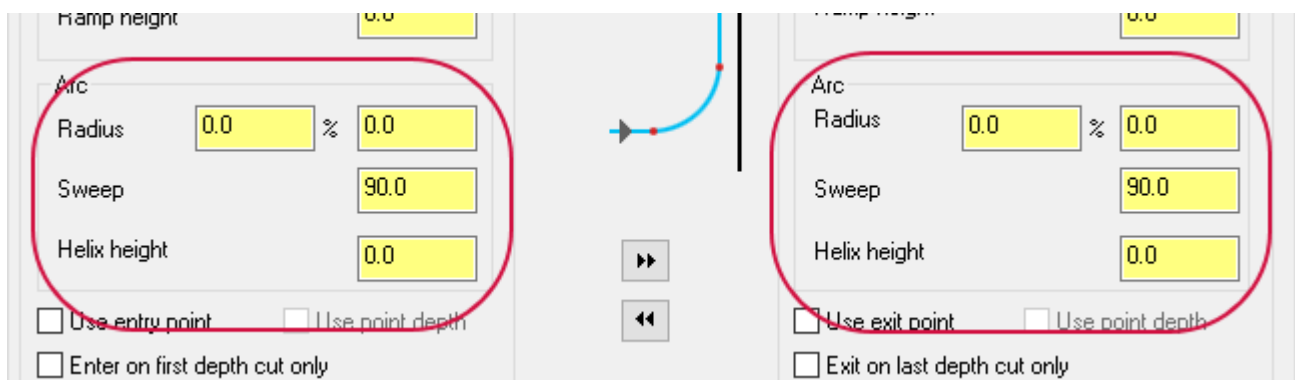 Ramp height 0.0
Arc
Radius 0.0 % 0.0
Sweep 90.0
Helix height 0.0
Use entry point Use point depth
Enter on first depth cut only
Ramp height 0.0
Arc
Radius 0.0 % 0.0
Sweep 90.0
Helix height 0.0
Use exit point Use point depth
Exit on last depth cut only